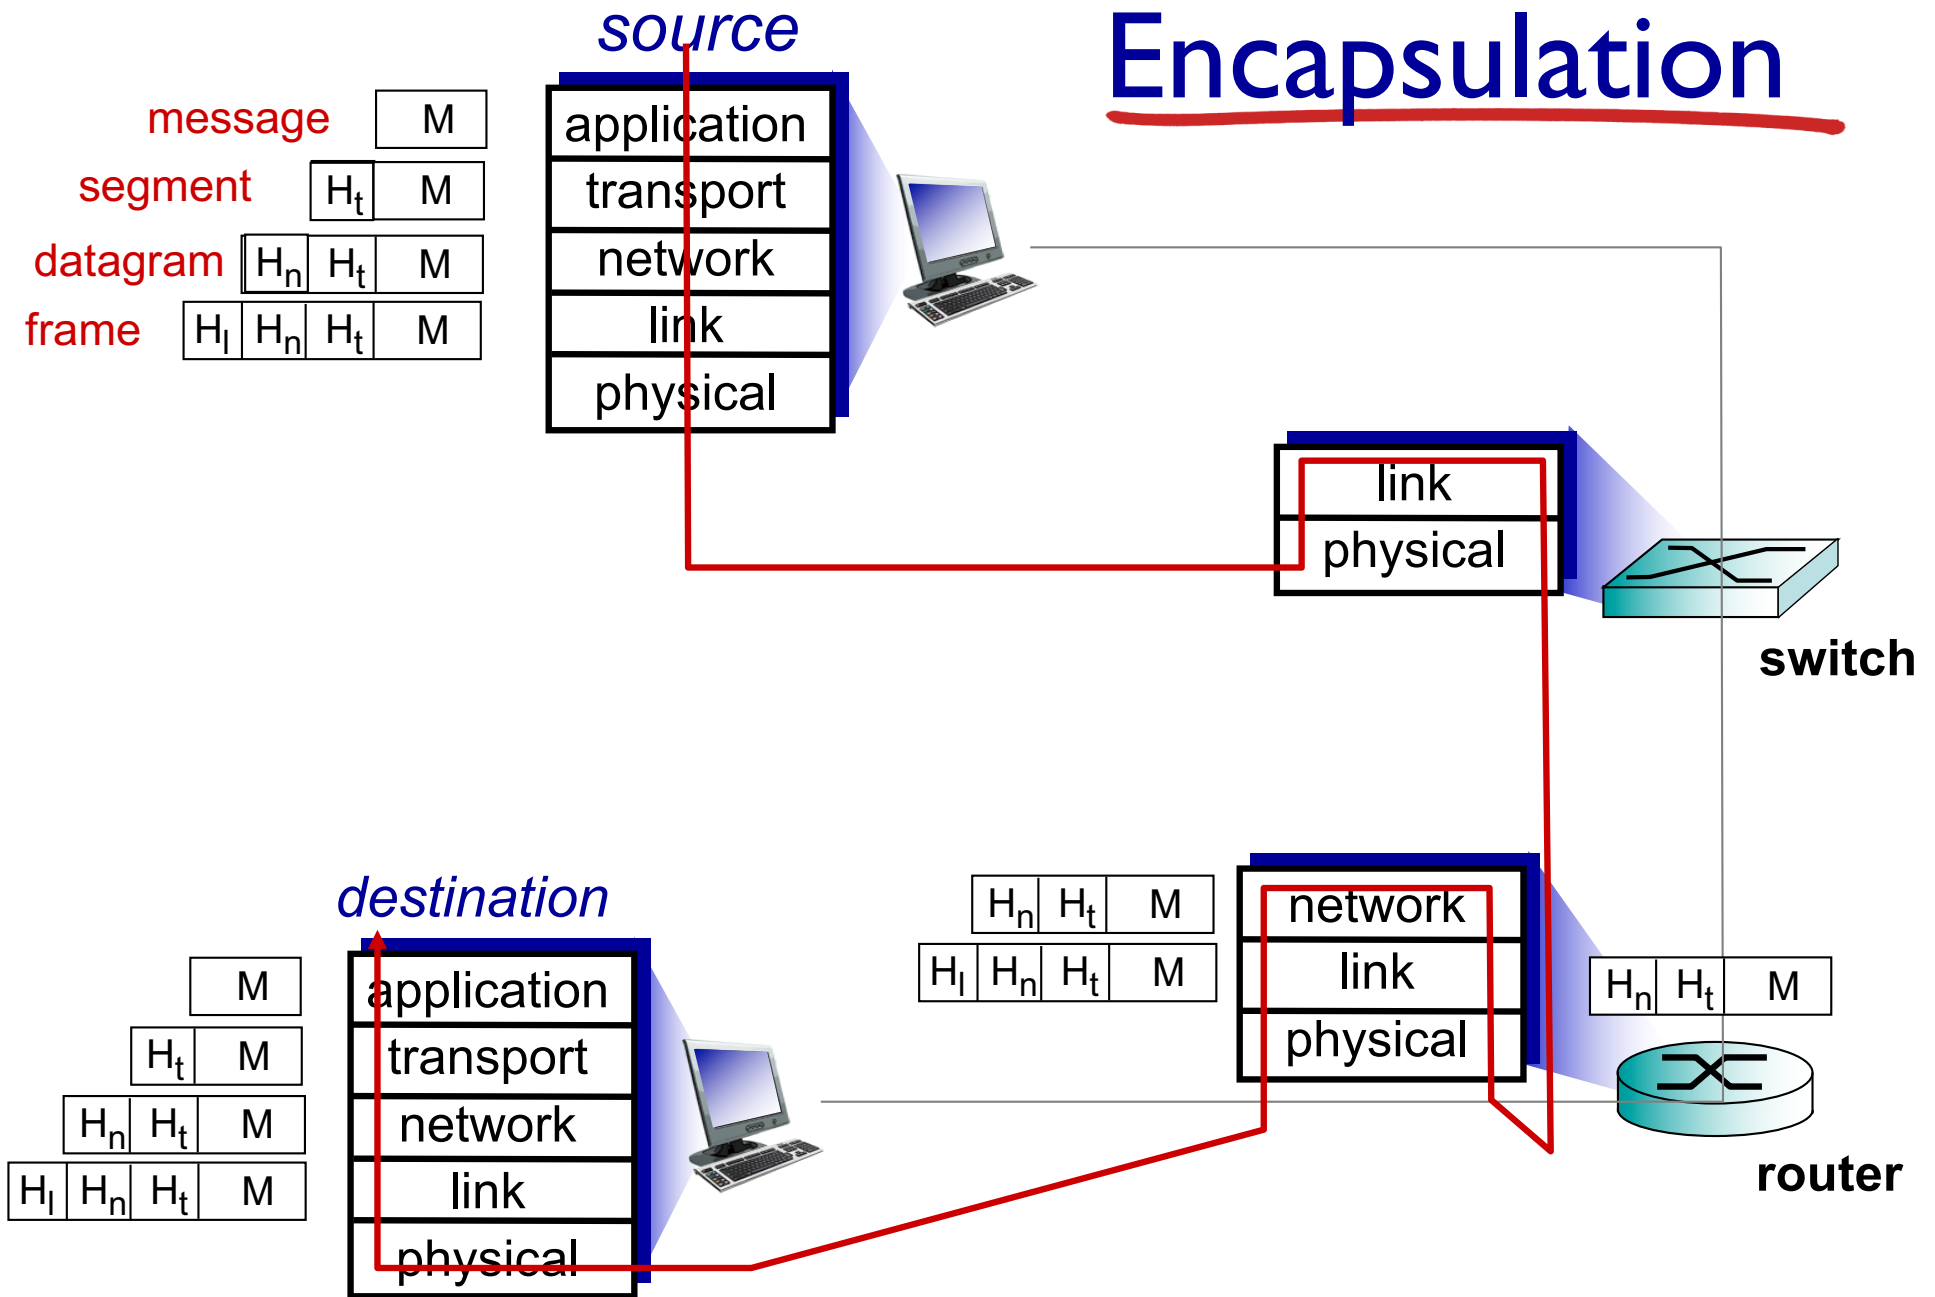 source
Encapsulation
message M
application
segment Ht M
transport
datagram Hn Ht M
network
frame Hl Hn Ht M
link
physical
link
physical
switch
destination
Hn Ht M
network
Hl Hn Ht M
link
physical
Hn Ht M
router
M
application
Ht M
transport
Hn Ht M
network
Hl Hn Ht M
link
physical